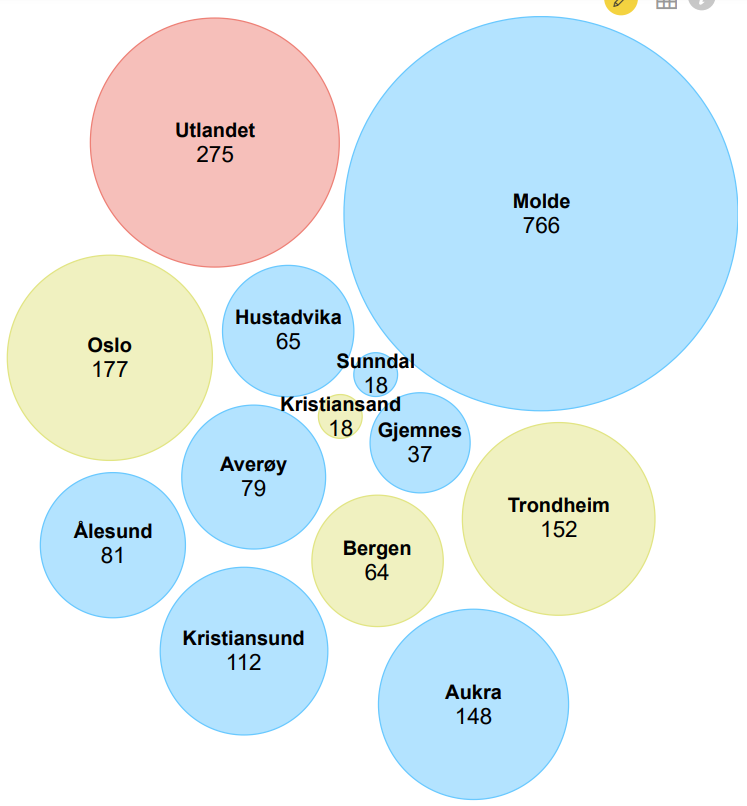 Utlandet
275
Molde
766
Hustadvika
65
Oslo
177
Sunndal
18
Kristiansand
18
Gjemnes
37
Averøy
79
Trondheim
152
Ålesund
81
Bergen
64
Kristiansund
112
Aukra
148